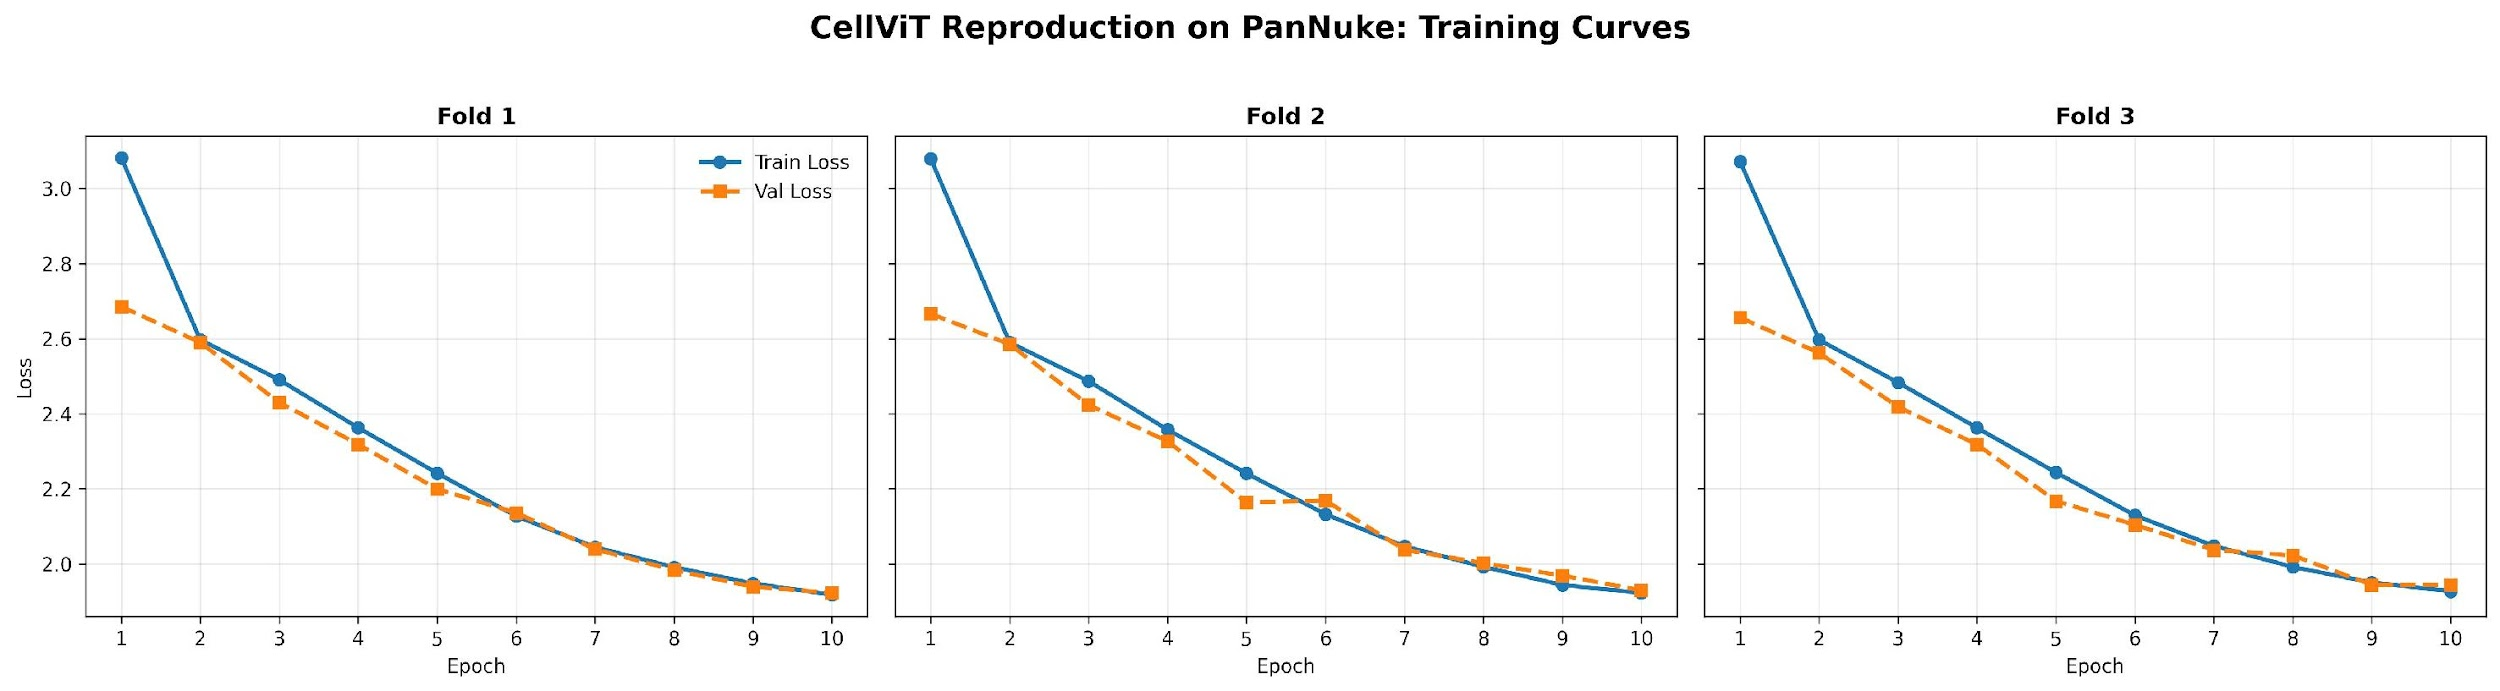 CellViT Reproduction on PanNuke: Training Curves
Fold 1
Train Loss
Val Loss
3.0
2.8
2.6
2.4
2.2
2.0
Loss
1 2 3 4 5 6 7 8 9 10
Epoch
Fold 2
1 2 3 4 5 6 7 8 9 10
Epoch
Fold 3
1 2 3 4 5 6 7 8 9 10
Epoch